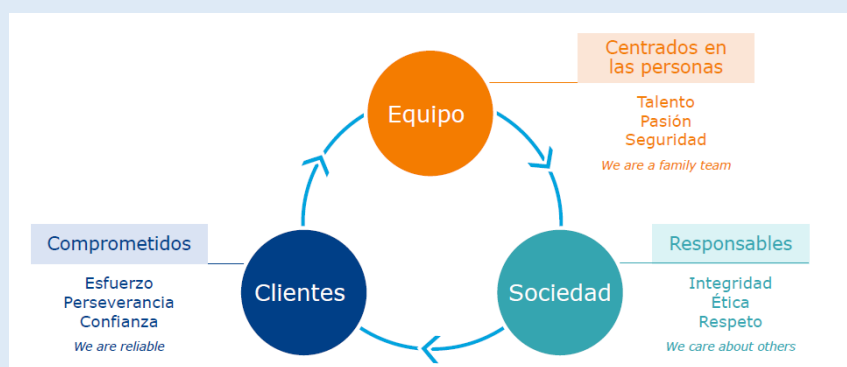 Centrados en
las personas
Equipo
Talento
Pasión
Seguridad
We are a family team
Comprometidos
Esfuerzo
Perseverancia
Confianza
We are reliable
Clientes
Sociedad
Responsables
Integridad
Ética
Respeto
We care about others